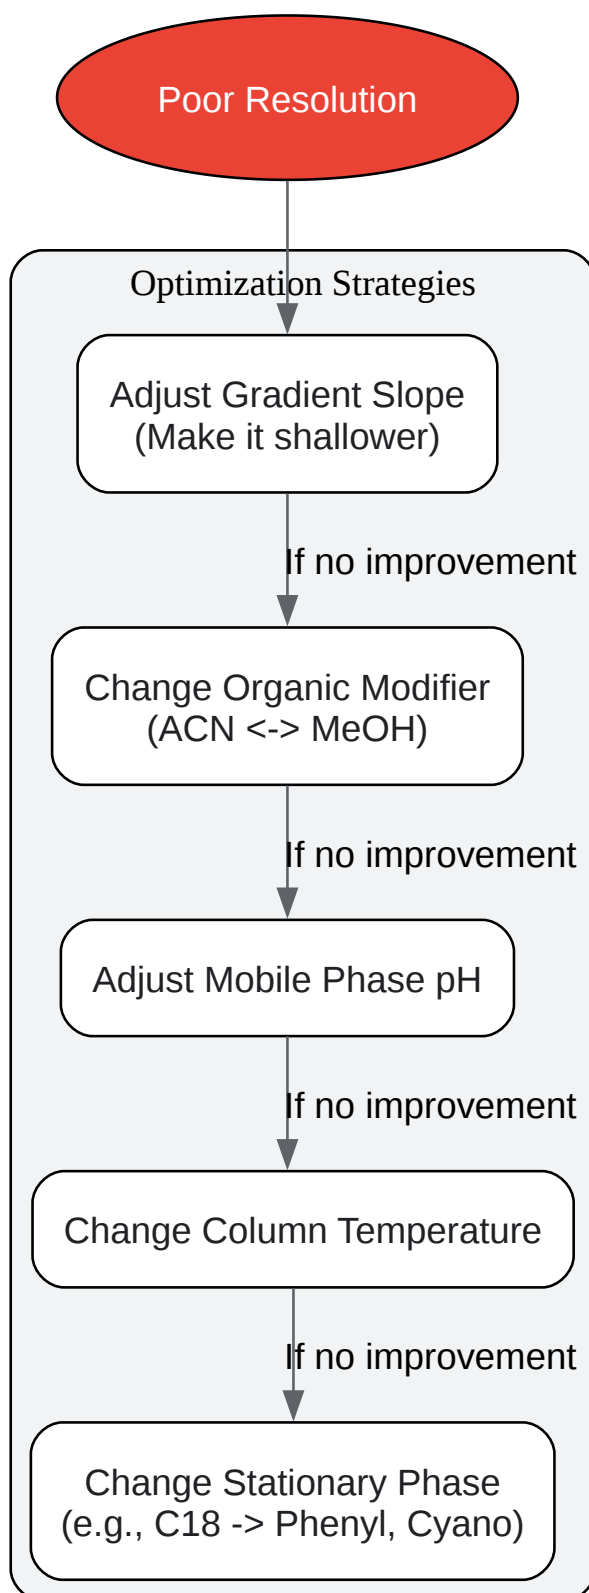 Poor Resolution
Optimization Strategies
Adjust Gradient Slope
(Make it shallower)
If no improvement
Change Organic Modifier
(ACN <-> MeOH)
If no improvement
Adjust Mobile Phase pH
If no improvement
Change Column Temperature
If no improvement
Change Stationary Phase
(e.g., C18 -> Phenyl, Cyano)